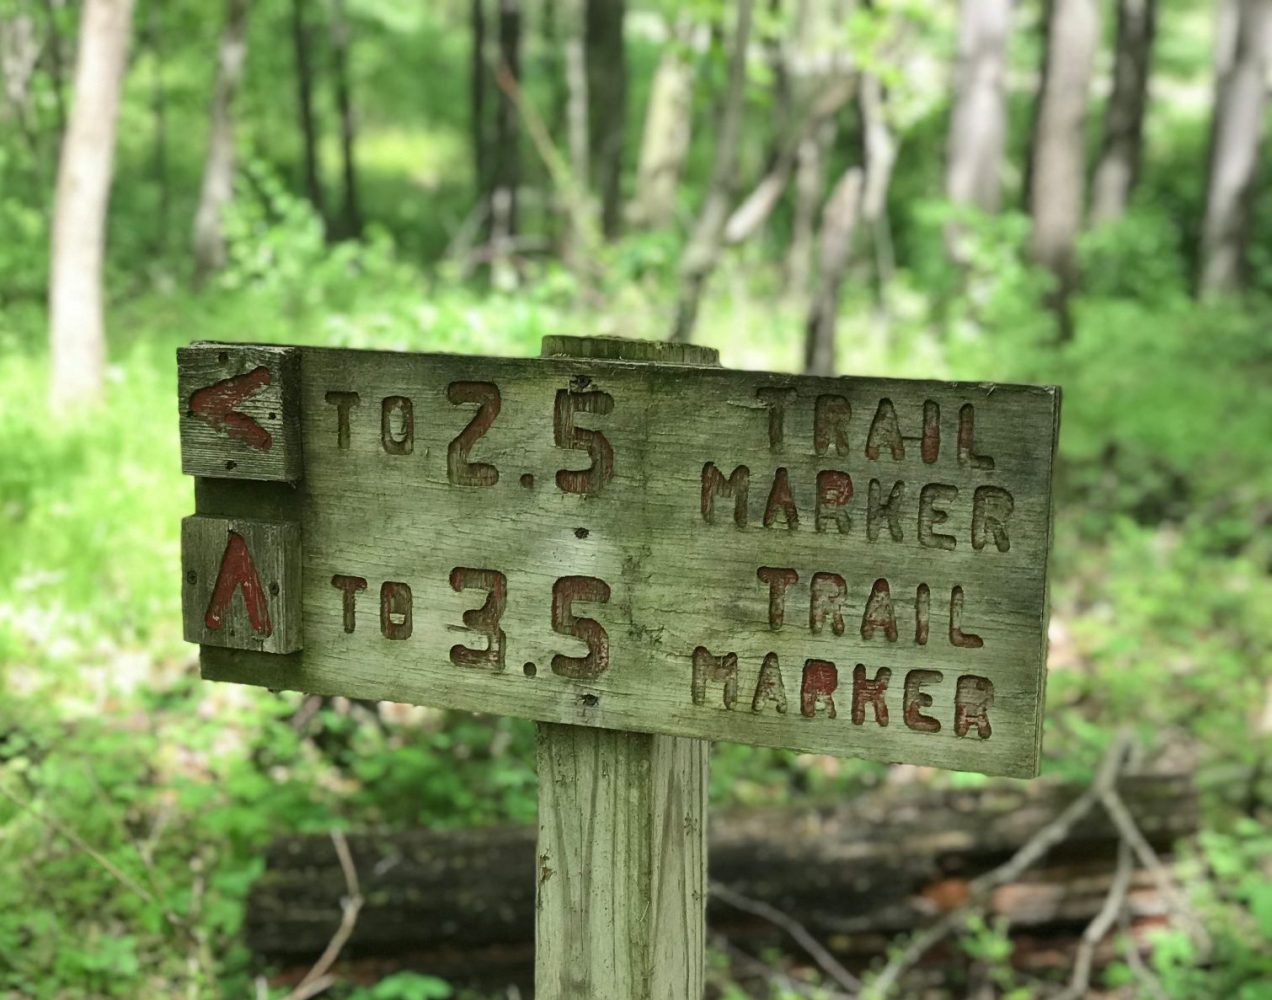 < TO 2.5 TRAIL
MARKER
^ TO 3.5 TRAIL
MARKER